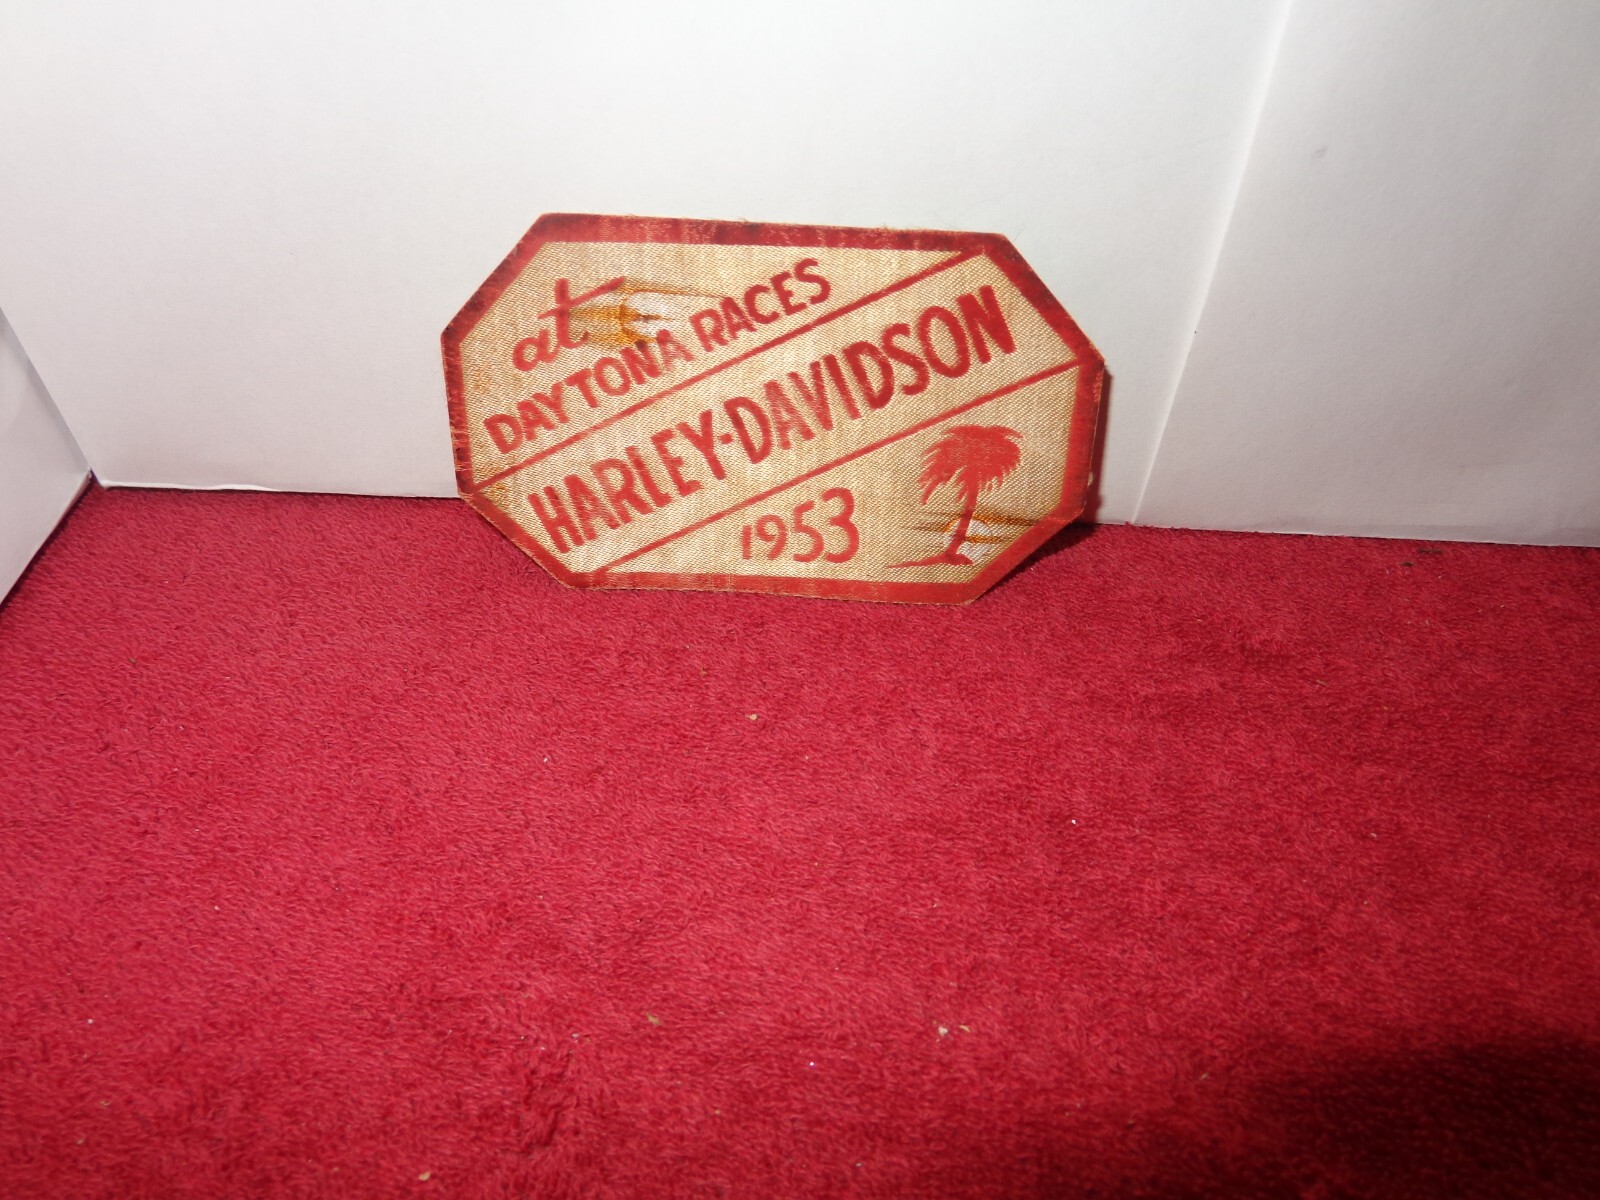 at
DAYTONA RACES
HARLEY-DAVIDSON
1953